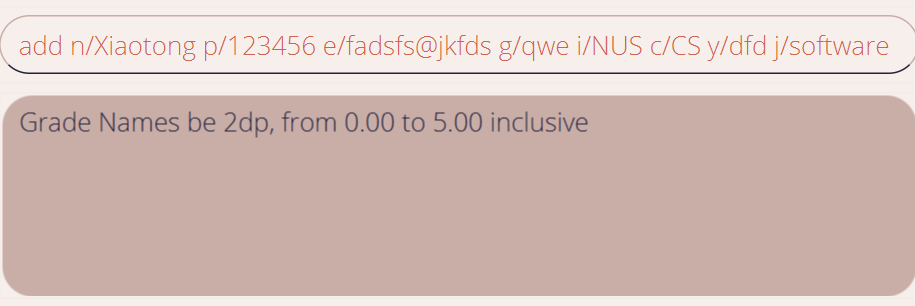 add n/Xiaotong p/123456 e/fadsfs@jkfds g/qwe i/NUS c/CS y/dfd j/software
Grade Names be 2dp, from 0.00 to 5.00 inclusive